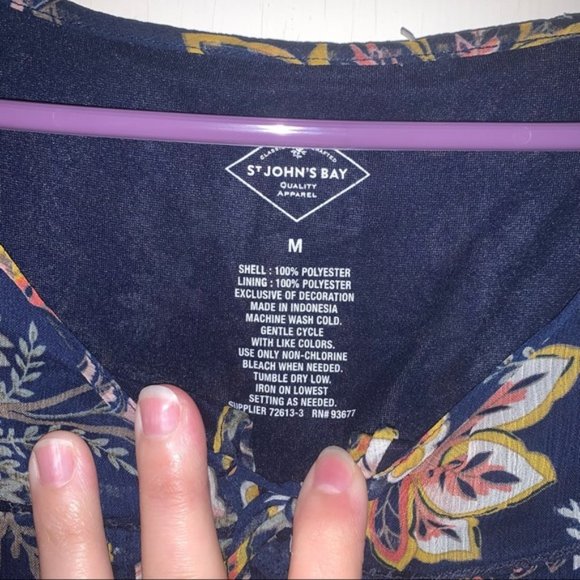 ST JOHN'S BAY
QUALITY
APPAREL
M
SHELL : 100% POLYESTER
LINING : 100% POLYESTER
EXCLUSIVE OF DECORATION
MADE IN INDONESIA
MACHINE WASH COLD.
GENTLE CYCLE
WITH LIKE COLORS.
USE ONLY NON-CHLORINE
BLEACH WHEN NEEDED.
TUMBLE DRY LOW.
IRON ON LOWEST
SETTING AS NEEDED.
SUPPLIER 72613-3 RN# 93677